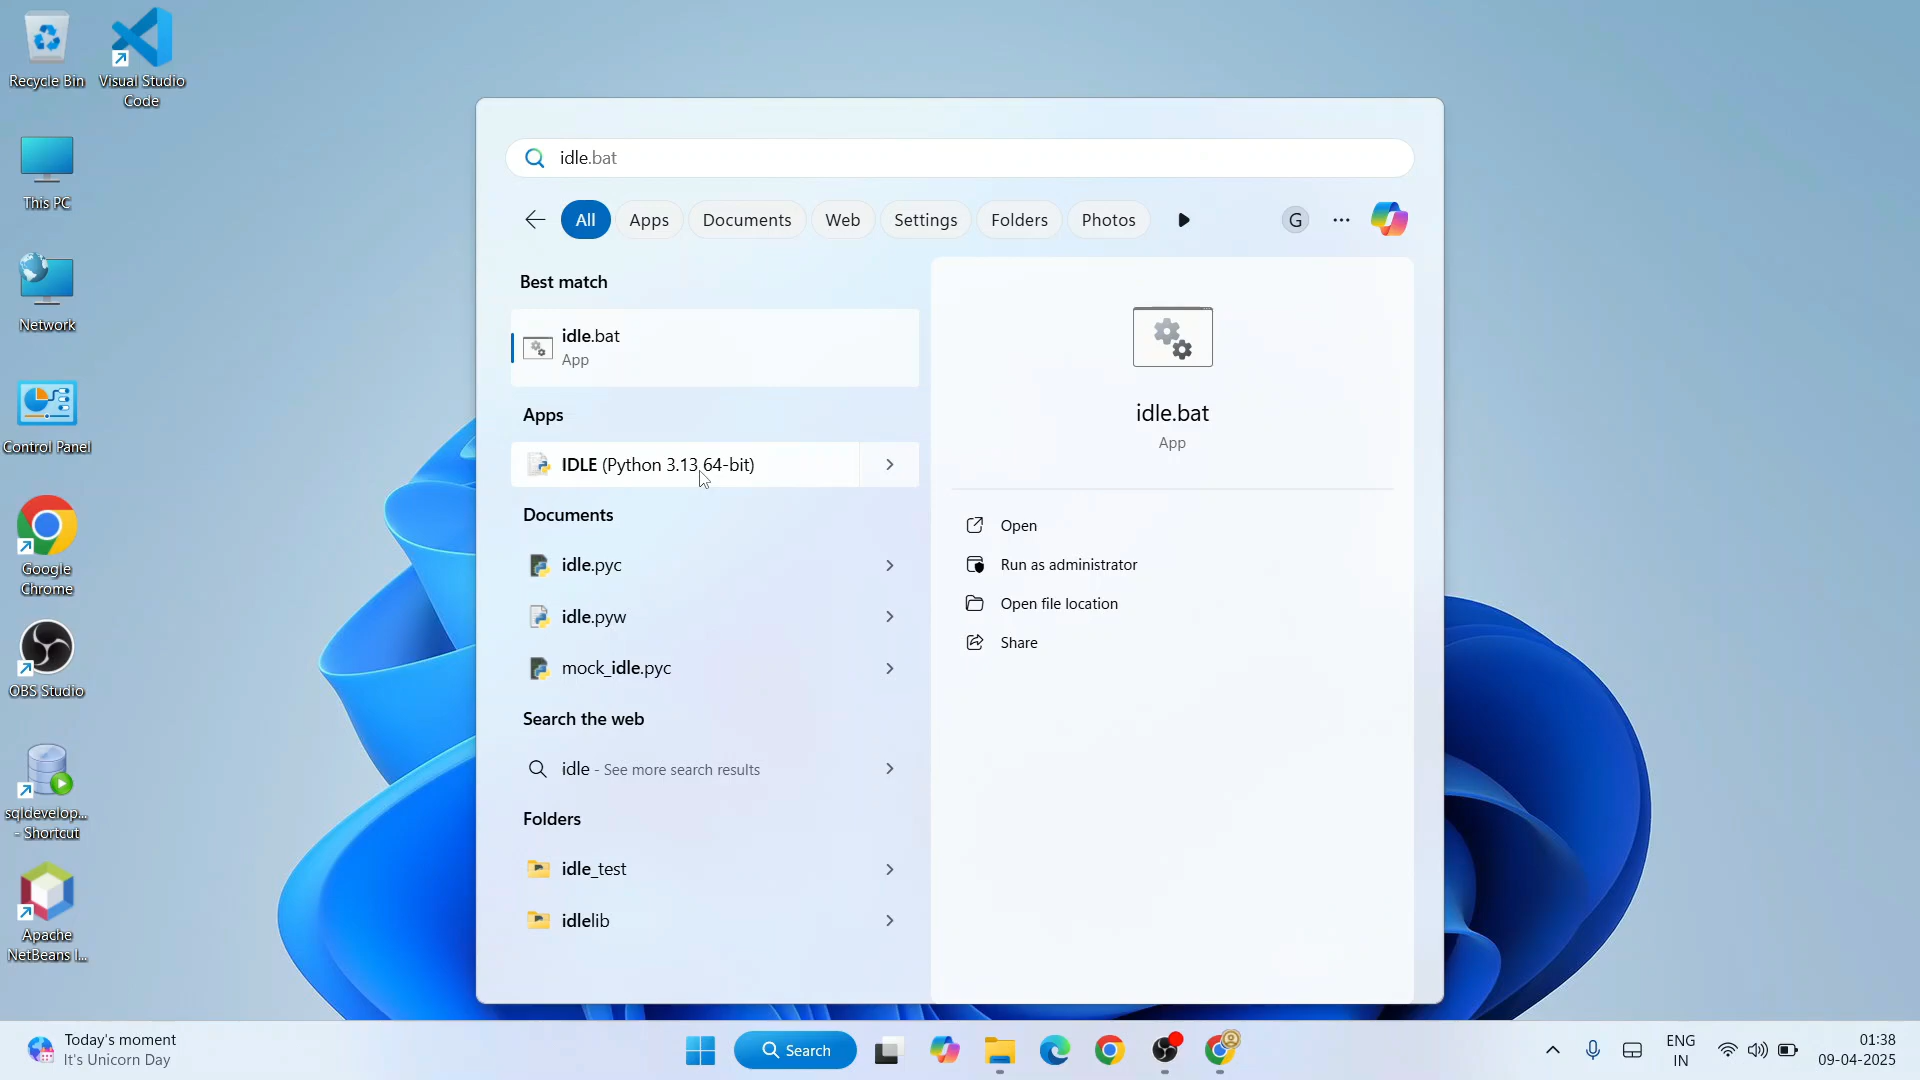 Recycle Bin
Visual Studio
Code
This PC
Network
Control Panel
Google
Chrome
OBS Studio
sqldevelop...
- Shortcut
Apache
NetBeans I...
idle.bat
All
Apps
Documents
Web
Settings
Folders
Photos
G
Best match
idle.bat
App
Apps
IDLE (Python 3.13 64-bit)
Documents
idle.pyc
idle.pyw
mock_idle.pyc
Search the web
idle - See more search results
Folders
idle_test
idlelib
idle.bat
App
Open
Run as administrator
Open file location
Share
Today's moment
It's Unicorn Day
Search
ENG
IN
01:38
09-04-2025